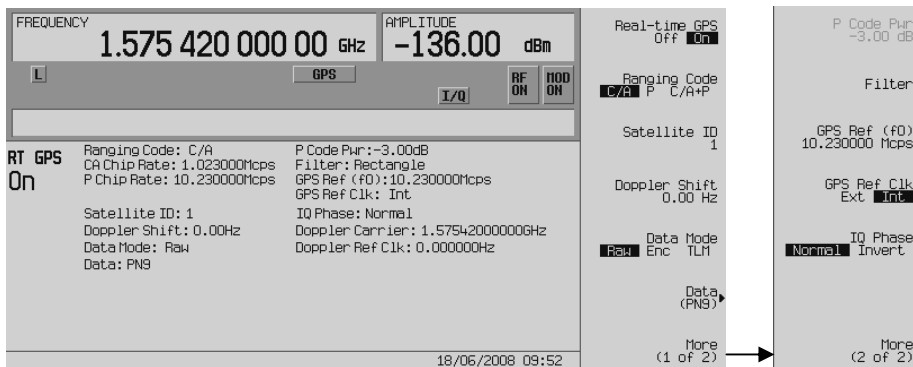 FREQUENCY
1.575 420 000 00 GHz
AMPLITUDE
-136.00 dBm
L
GPS
I/Q
RF ON
MOD ON
RT GPS
On
Ranging Code: C/A
CA Chip Rate: 1.023000Mcps
P Chip Rate: 10.230000Mcps
Satellite ID: 1
Doppler Shift: 0.00Hz
Data Mode: Raw
Data: PN9
P Code Pwr:-3.00dB
Filter: Rectangle
GPS Ref (f0):10.230000Mcps
GPS Ref Clk: Int
IQ Phase: Normal
Doppler Carrier: 1.575420000000GHz
Doppler Ref Clk: 0.000000Hz
18/06/2008 09:52
Real-time GPS
Off On
Ranging Code
C/A P C/A+P
Satellite ID
1
Doppler Shift
0.00 Hz
Data Mode
Raw Enc TLM
Data
(PN9)
More
(1 of 2)
P Code Pwr
-3.00 dB
Filter
GPS Ref (f0)
10.230000 Mcps
GPS Ref Clk
Ext Int
IQ Phase
Normal Invert
More
(2 of 2)